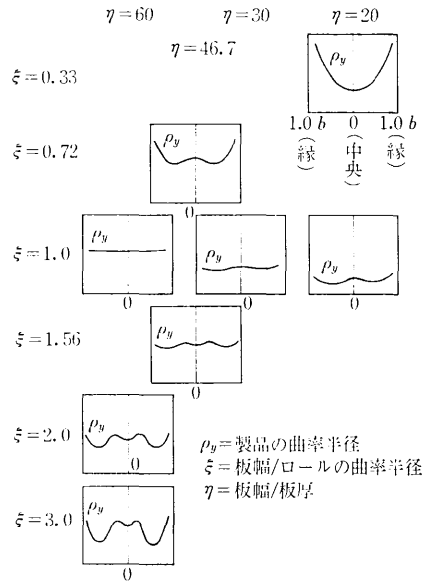 η=60 η=30 η=20
η=46.7
ξ=0.33
ρy
1.0 b 0 1.0 b
(縁) (中央) (縁)
ξ=0.72
ρy
0
ξ=1.0
ρy ρy ρy
0 0 0
ξ=1.56
ρy
0
ξ=2.0
ρy
0
ρy=製品の曲率半径
ξ=板幅/ロールの曲率半径
η=板幅/板厚
ξ=3.0
ρy
0